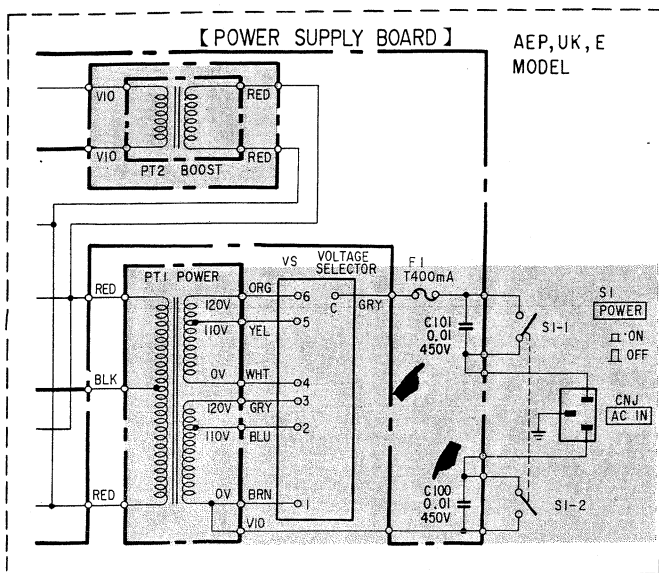 【POWER SUPPLY BOARD】
AEP, UK, E
MODEL
VIO
RED
VIO
RED
PT2 BOOST
VS
VOLTAGE
SELECTOR
F1
T400mA
RED
PT1 POWER
120V
ORG
6
C
GRY
5
110V
YEL
C101
0.01
450V
S1-1
S1
POWER
ON
OFF
BLK
0V
WHT
4
120V
GRY
3
110V
BLU
2
CNJ
AC IN
RED
0V
BRN
1
VIO
C100
0.01
450V
S1-2